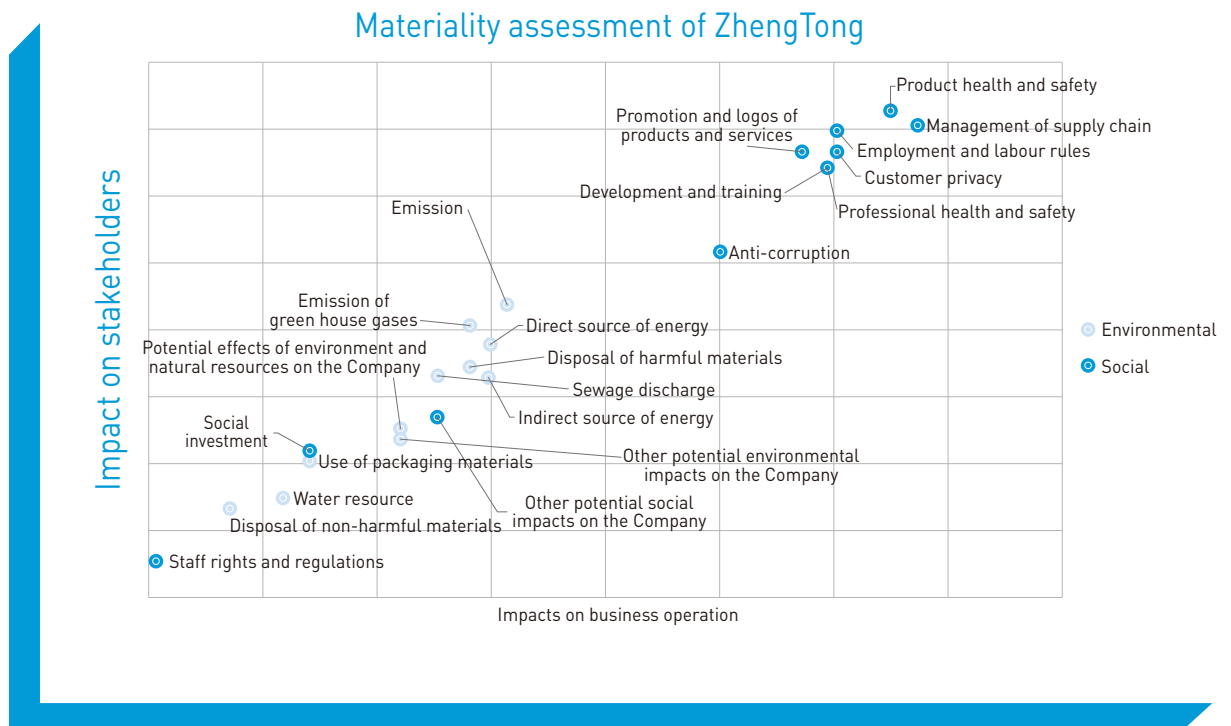 Materiality assessment of ZhengTong
Impact on stakeholders
Product health and safety
Promotion and logos of
products and services
Management of supply chain
Employment and labour rules
Customer privacy
Development and training
Professional health and safety
Emission
Anti-corruption
Emission of
green house gases
Direct source of energy
Potential effects of environment and
natural resources on the Company
Disposal of harmful materials
Sewage discharge
Indirect source of energy
Social
investment
Use of packaging materials
Other potential environmental
impacts on the Company
Water resource
Other potential social
impacts on the Company
Disposal of non-harmful materials
Staff rights and regulations
Impacts on business operation
Environmental
Social